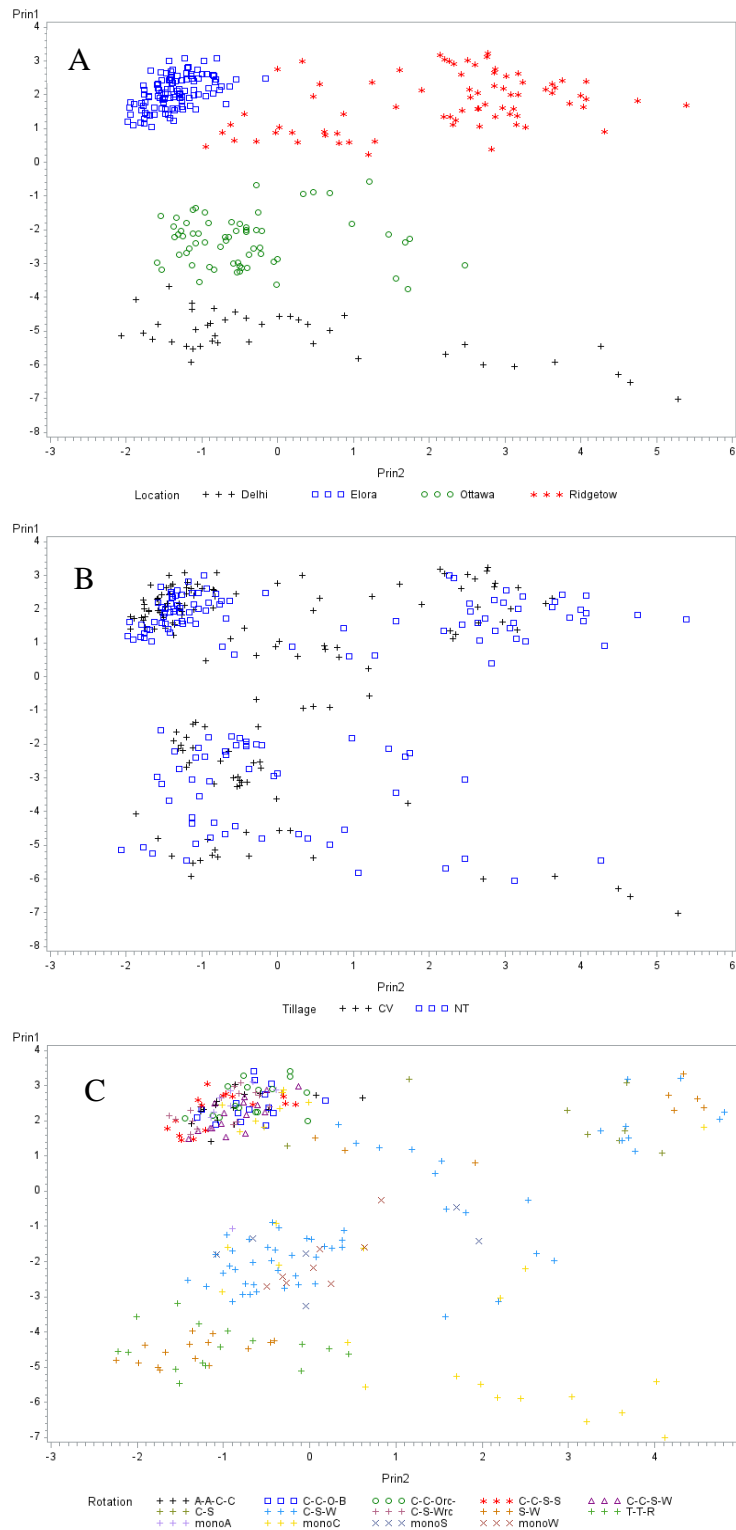 Prin1
A
4
3
2
1
0
-1
-2
-3
-4
-5
-6
-7
-8
-3 -2 -1 0 1 2 3 4 5 6
Prin2
Location Delhi Elora Ottawa Ridgetow
Prin1
B
4
3
2
1
0
-1
-2
-3
-4
-5
-6
-7
-8
-3 -2 -1 0 1 2 3 4 5 6
Prin2
Tillage CV NT
Prin1
C
4
3
2
1
0
-1
-2
-3
-4
-5
-6
-7
-3 -2 -1 0 1 2 3 4
Prin2
Rotation A-A-C-C C-C-O-B C-C-Orc- C-C-S-S C-C-S-W
C-S C-S-W C-S-Wrc S-W T-T-R
monoA monoC monoS monoW